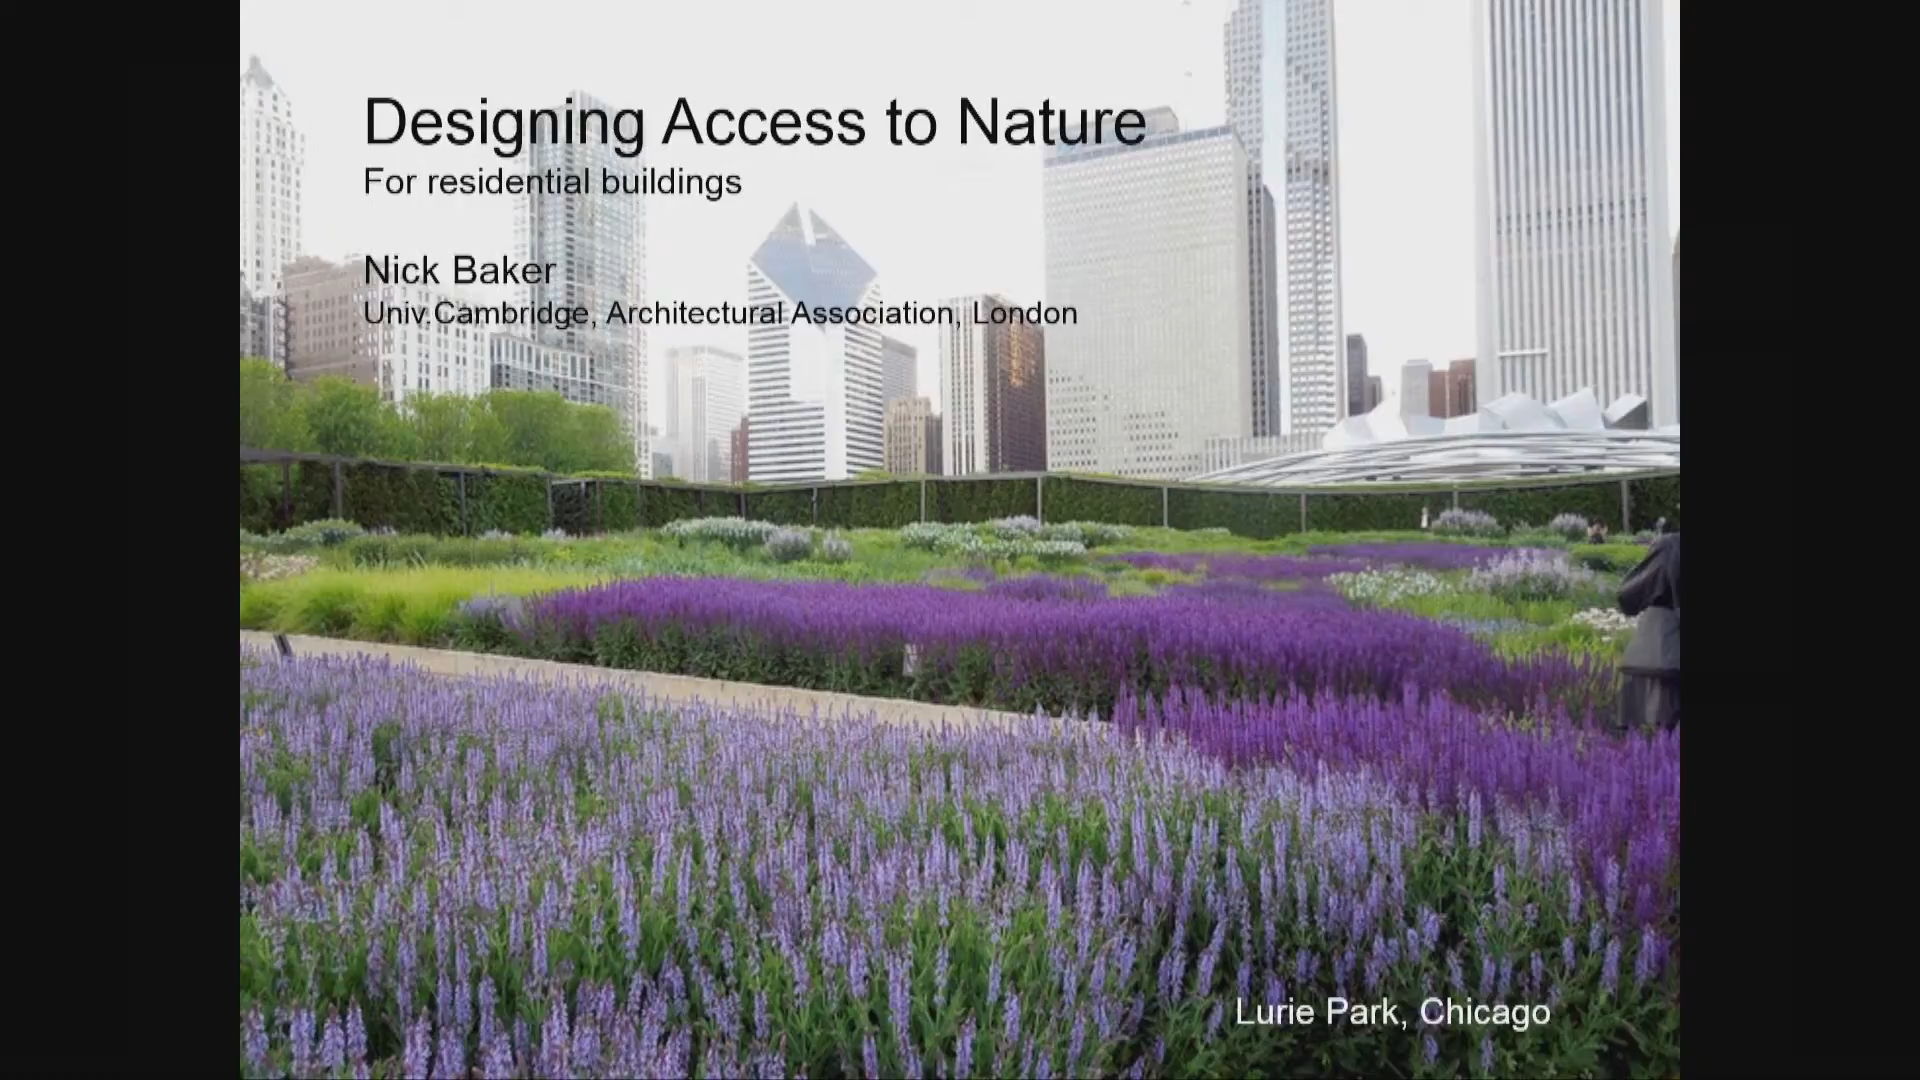 Designing Access to Nature
For residential buildings
Nick Baker
Univ.Cambridge, Architectural Association, London
Lurie Park, Chicago